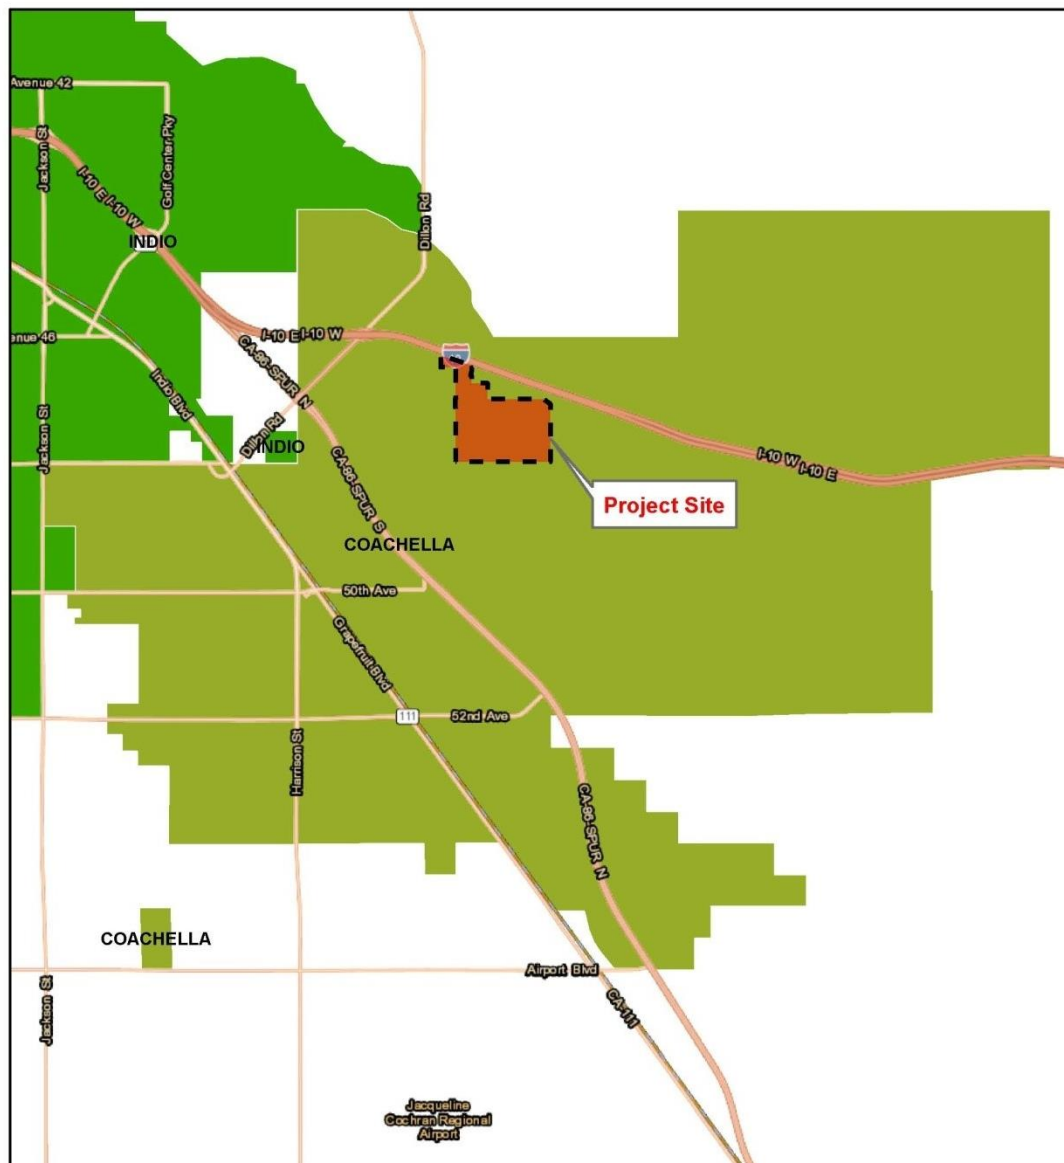 Avenue 42
Jackson St
Golf Center Pky
Dillon Rd
I-10 E I-10 W
INDIO
I-10 E I-10 W
enue 46
CA-86-SPUR N
Indio Blvd
Jackson St
Dillon Rd
INDIO
CA-86-SPUR S
I-10 W I-10 E
Project Site
COACHELLA
50th Ave
Grapefruit Blvd
111
52nd Ave
Harrison St
CA-86-SPUR N
COACHELLA
Airport Blvd
Jackson St
CA-111
Jacqueline
Cochran Regional
Airport